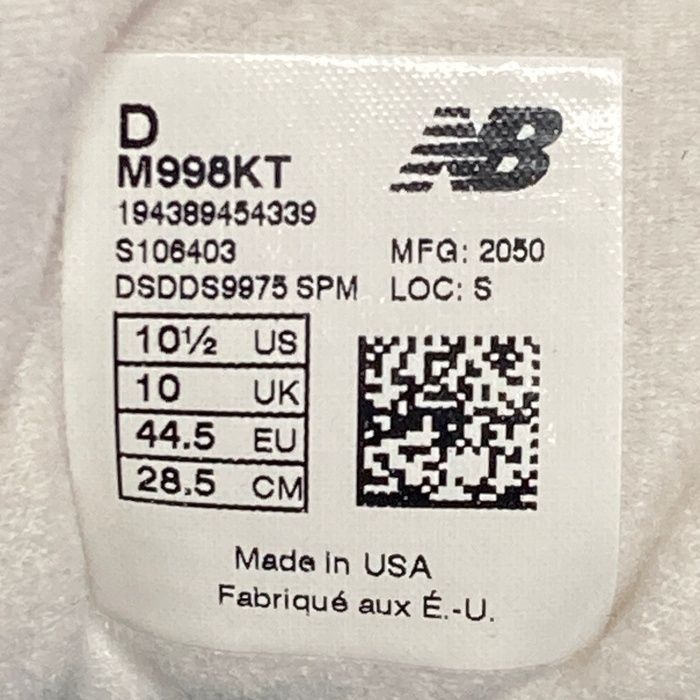 D
NB
M998KT
194389454339
S106403 MFG: 2050
DSDDS9975 SPM LOC: S
10½ US
10 UK
44.5 EU
28.5 CM
Made in USA
Fabriqué aux É.-U.